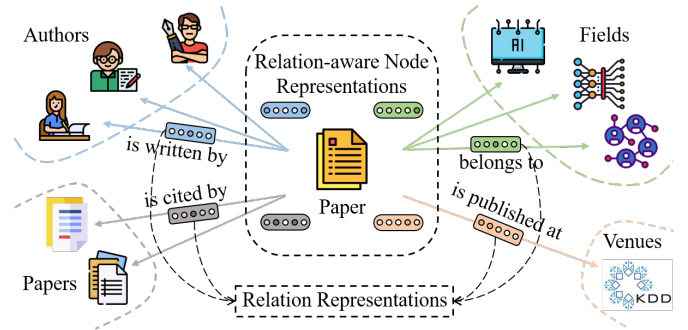 Authors
Relation-aware Node
Representations
AI
Fields
is written by
belongs to
is cited by
Paper
is published at
Papers
Venues
KDD
Relation Representations